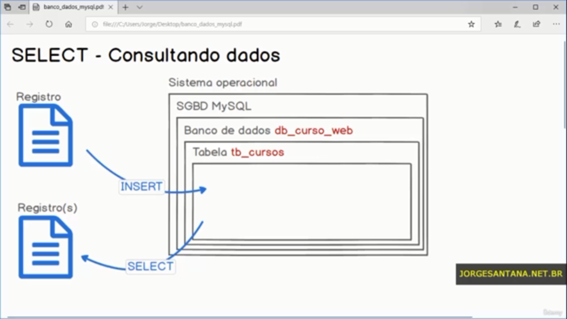 banco_dados_mysql.pdf
file:///C:/Users/Jorge/Desktop/banco_dados_mysql.pdf
SELECT - Consultando dados
Sistema operacional
Registro
SGBD MySQL
Banco de dados db_curso_web
Tabela tb_cursos
INSERT
Registro(s)
SELECT
JORGESANTANA.NET.BR
Udemy